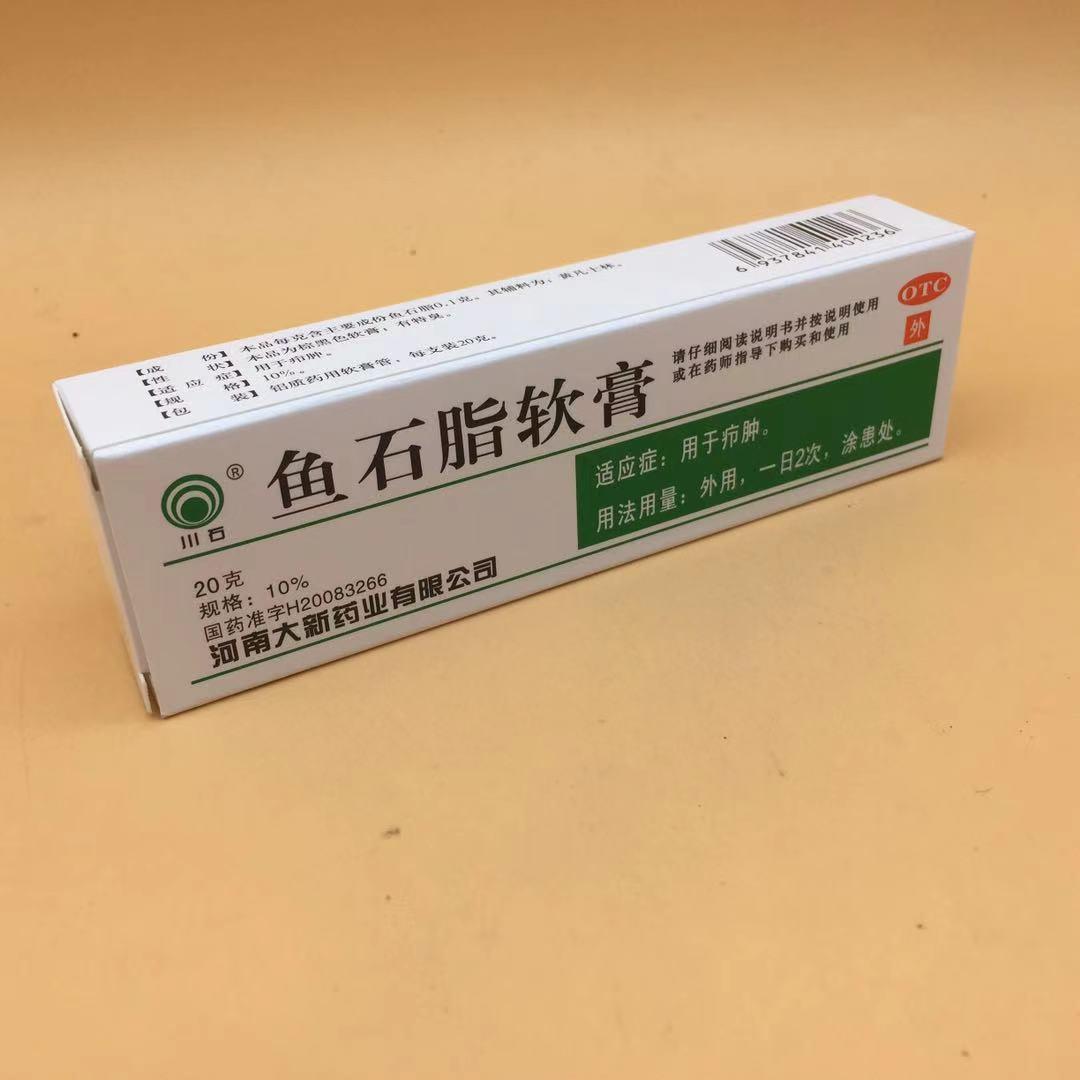 【成　份】 本品每克含主要成份鱼石脂0.1克。其辅料为：黄凡士林。
【性　状】 本品为棕黑色软膏；有特臭。
【适应症】 用于疖肿。
【规　格】 10%。
【包　装】 铝质药用软膏管，每支装20克。
6 937841 401236
OTC
外
请仔细阅读说明书并按说明使用
或在药师指导下购买和使用
®
川石
鱼石脂软膏
适应症：用于疖肿。
用法用量：外用，一日2次，涂患处。
20克
规格：10%
国药准字H20083266
河南大新药业有限公司